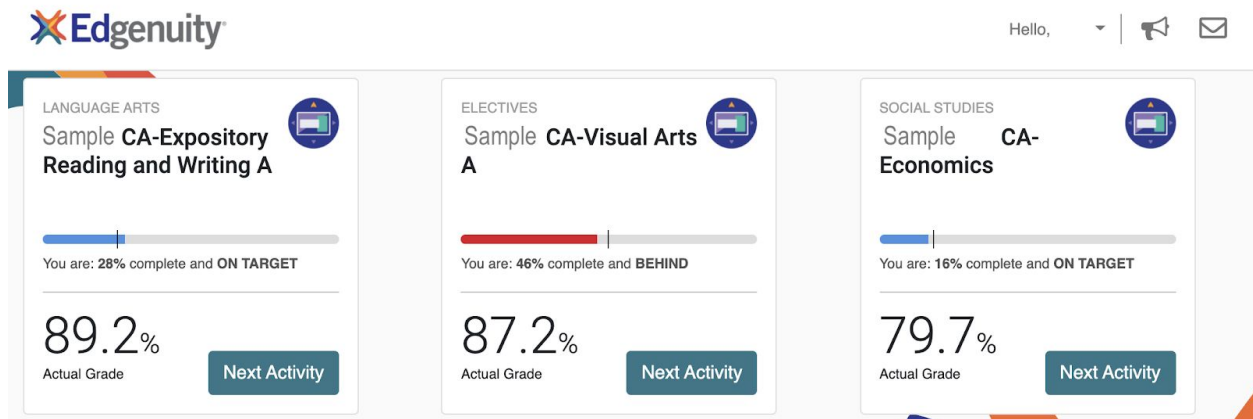 Edgenuity
Hello,
LANGUAGE ARTS
Sample CA-Expository
Reading and Writing A
You are: 28% complete and ON TARGET
89.2%
Actual Grade
Next Activity
ELECTIVES
Sample CA-Visual Arts
A
You are: 46% complete and BEHIND
87.2%
Actual Grade
Next Activity
SOCIAL STUDIES
Sample CA-
Economics
You are: 16% complete and ON TARGET
79.7%
Actual Grade
Next Activity